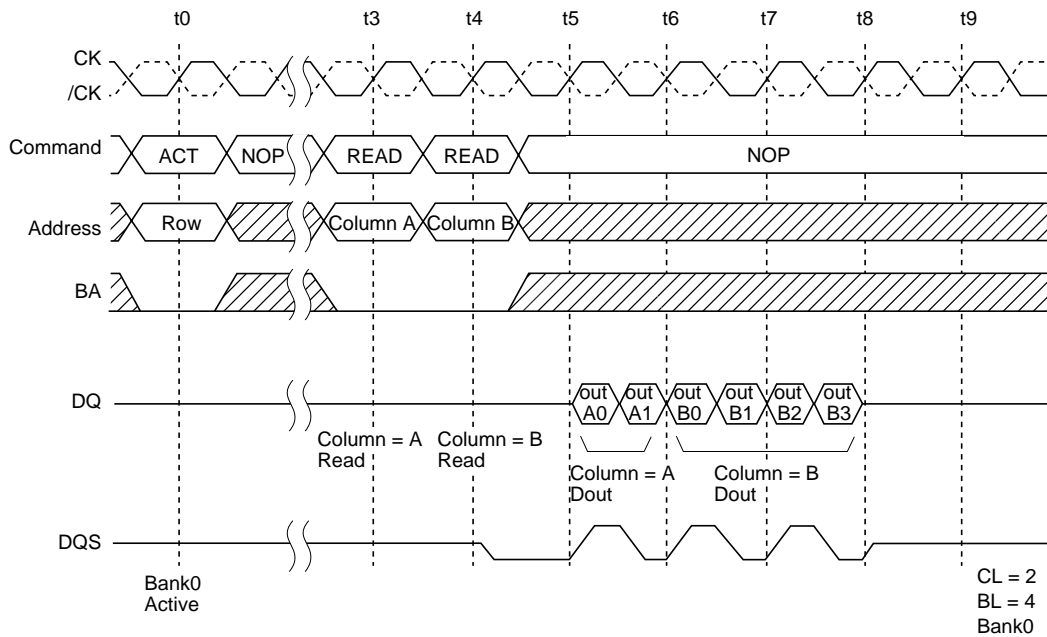 t0 t3 t4 t5 t6 t7 t8 t9
CK
/CK
Command ACT NOP READ READ NOP
Address Row Column A Column B
BA
DQ out A0 out A1 out B0 out B1 out B2 out B3
Column = A
Read
Column = B
Read
Column = A
Dout
Column = B
Dout
DQS
Bank0
Active
CL = 2
BL = 4
Bank0